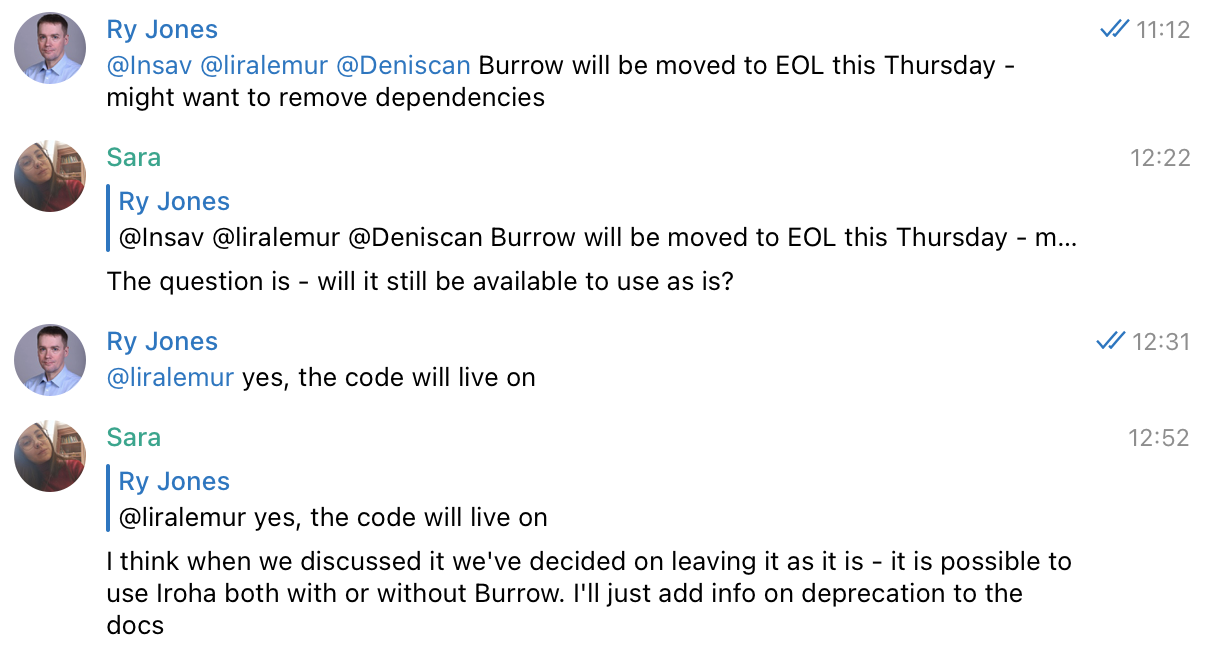 Ry Jones 11:12
@Insav @liralemur @Deniscan Burrow will be moved to EOL this Thursday -
might want to remove dependencies
Sara 12:22
Ry Jones
@Insav @liralemur @Deniscan Burrow will be moved to EOL this Thursday - m...
The question is - will it still be available to use as is?
Ry Jones 12:31
@liralemur yes, the code will live on
Sara 12:52
Ry Jones
@liralemur yes, the code will live on
I think when we discussed it we've decided on leaving it as it is - it is possible to
use Iroha both with or without Burrow. I'll just add info on deprecation to the
docs